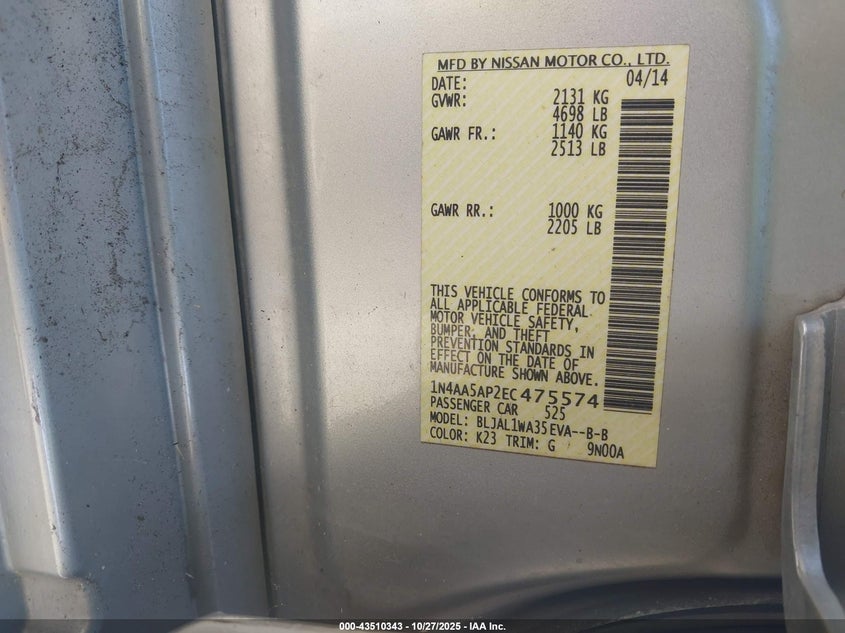 MFD BY NISSAN MOTOR CO., LTD.
DATE: 04/14
GVWR: 2131 KG
4698 LB
GAWR FR.: 1140 KG
2513 LB
GAWR RR.: 1000 KG
2205 LB
THIS VEHICLE CONFORMS TO
ALL APPLICABLE FEDERAL
MOTOR VEHICLE SAFETY,
BUMPER, AND THEFT
PREVENTION STANDARDS IN
EFFECT ON THE DATE OF
MANUFACTURE SHOWN ABOVE.
1N4AA5AP2EC475574
PASSENGER CAR 525
MODEL: BLJAL1WA35EVA--B-B
COLOR: K23 TRIM: G 9N00A
000-43510343 - 10/27/2025 - IAA Inc.